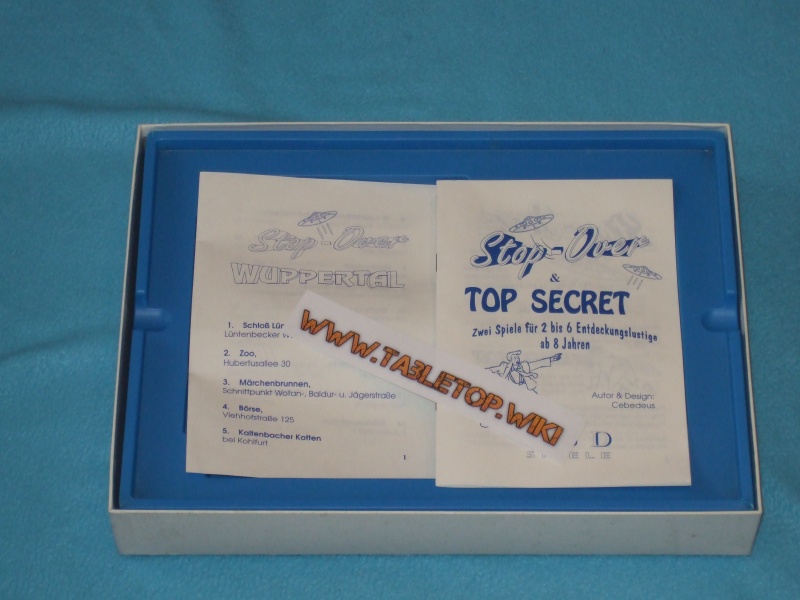 Stop-Over
WUPPERTAL
1. Schloß Lür
Lüntenbecker W
2. Zoo,
Hubertusallee 30
3. Märchenbrunnen,
Schnittpunkt Wotan-, Baldur- u. Jägerstraße
4. Börse,
Viehhofstraße 125
5. Kaltenbacher Kotten
bei Kohlfurt
1
Stop-Over
&
TOP SECRET
Zwei Spiele für 2 bis 6 Entdeckungslustige
ab 8 Jahren
Autor & Design:
Cebedeus
WWW.TABLETOP.WIKI